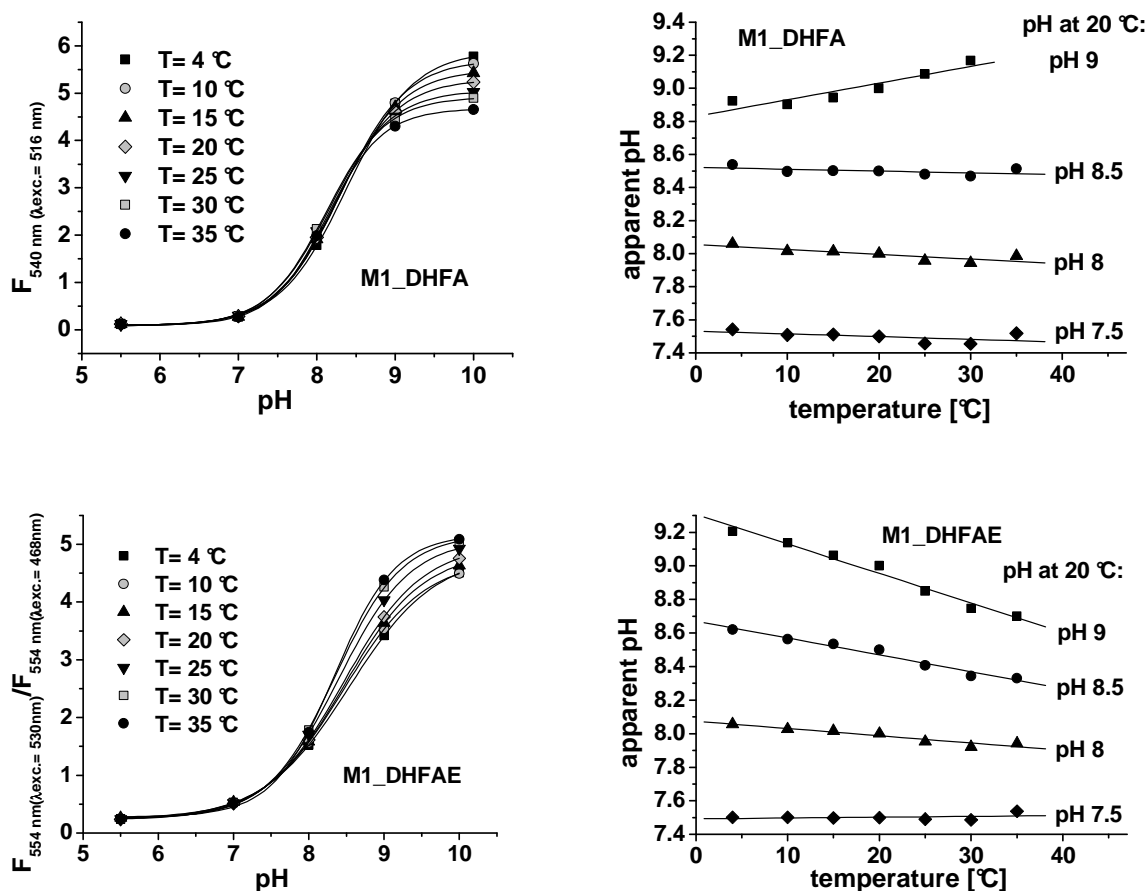 6
5
4
3
2
1
0
5 6 7 8 9 10
F 540 nm (λexc.= 516 nm)
pH
T= 4 °C
T= 10 °C
T= 15 °C
T= 20 °C
T= 25 °C
T= 30 °C
T= 35 °C
M1_DHFA
9.4
9.2
9.0
8.8
8.6
8.4
8.2
8.0
7.8
7.6
7.4
0 10 20 30 40
apparent pH
temperature [°C]
M1_DHFA
pH at 20 °C:
pH 9
pH 8.5
pH 8
pH 7.5
5
4
3
2
1
0
5 6 7 8 9 10
F 554 nm(λexc.= 530nm)/F 554 nm(λexc.= 468nm)
pH
T= 4 °C
T= 10 °C
T= 15 °C
T= 20 °C
T= 25 °C
T= 30 °C
T= 35 °C
M1_DHFAE
9.2
9.0
8.8
8.6
8.4
8.2
8.0
7.8
7.6
7.4
0 10 20 30 40
apparent pH
temperature [°C]
M1_DHFAE
pH at 20 °C:
pH 9
pH 8.5
pH 8
pH 7.5